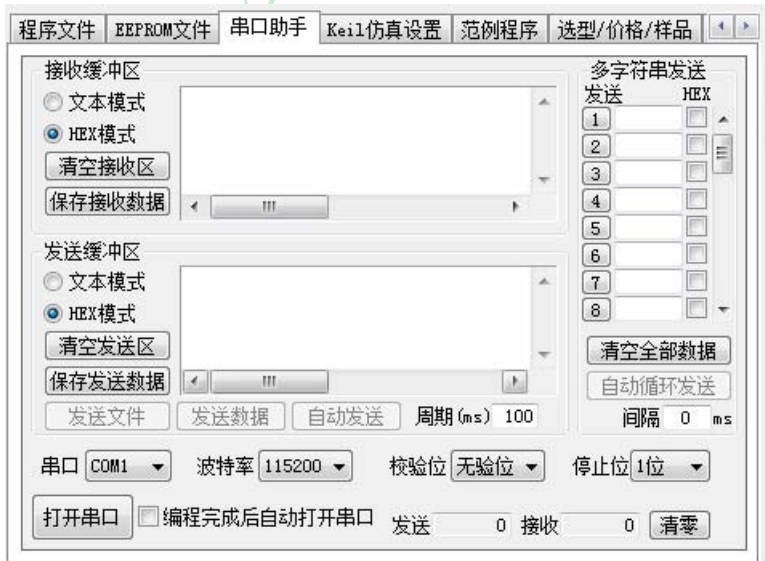 程序文件 EEPROM文件 串口助手 Keil仿真设置 范例程序 选型/价格/样品
接收缓冲区
文本模式
HEX模式
清空接收区
保存接收数据
发送缓冲区
文本模式
HEX模式
清空发送区
保存发送数据
发送文件 发送数据 自动发送 周期(ms) 100
多字符串发送
发送 HEX
1
2
3
4
5
6
7
8
清空全部数据
自动循环发送
间隔 0 ms
串口 COM1 波特率 115200 校验位 无验位 停止位 1位
打开串口 编程完成后自动打开串口 发送 0 接收 0 清零